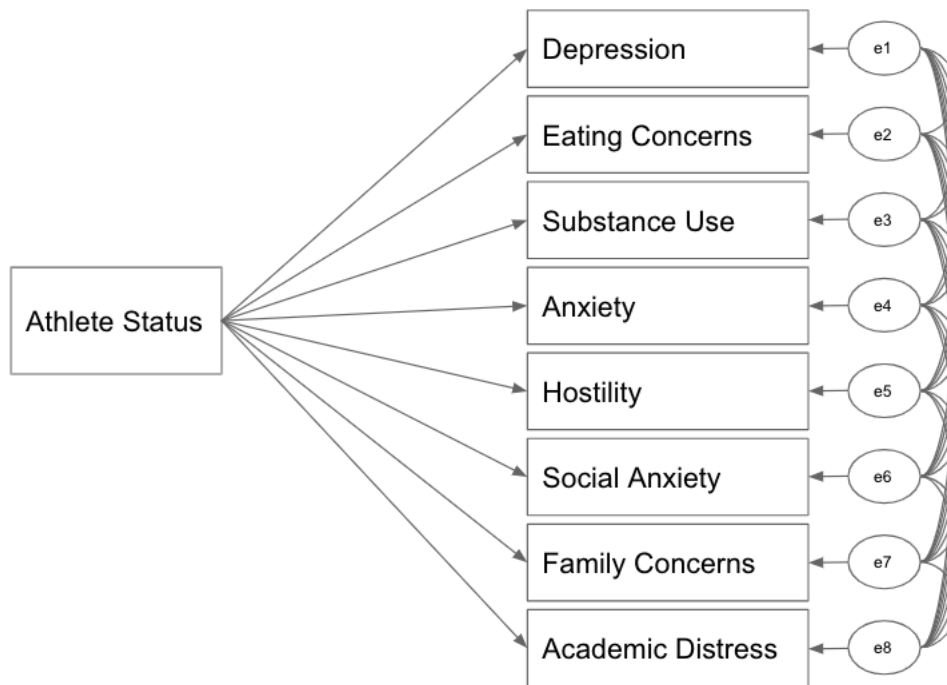 Depression
e1
Eating Concerns
e2
Substance Use
e3
Athlete Status
Anxiety
e4
Hostility
e5
Social Anxiety
e6
Family Concerns
e7
Academic Distress
e8